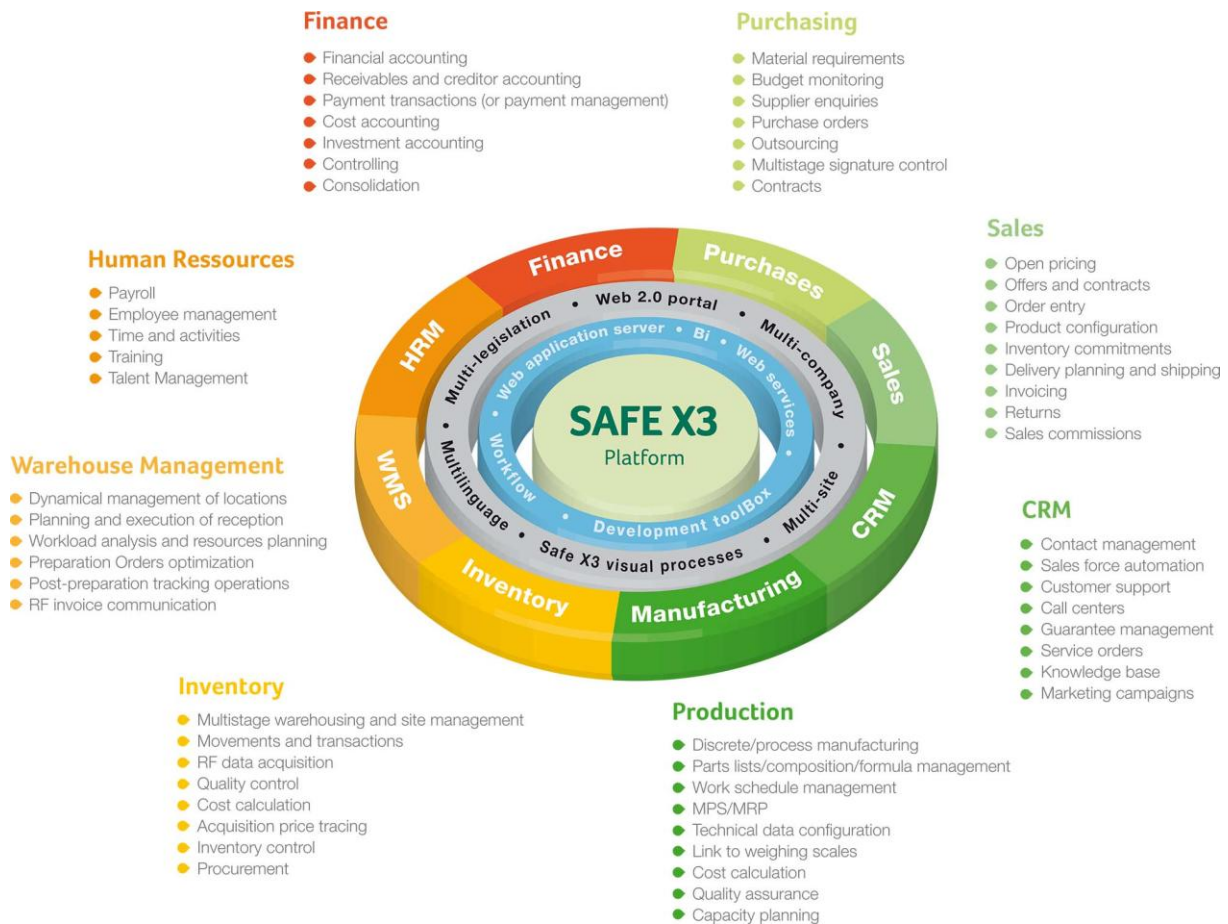 Finance
Financial accounting
Receivables and creditor accounting
Payment transactions (or payment management)
Cost accounting
Investment accounting
Controlling
Consolidation
Purchasing
Material requirements
Budget monitoring
Supplier enquiries
Purchase orders
Outsourcing
Multistage signature control
Contracts
Sales
Open pricing
Offers and contracts
Order entry
Product configuration
Inventory commitments
Delivery planning and shipping
Invoicing
Returns
Sales commissions
Human Ressources
Payroll
Employee management
Time and activities
Training
Talent Management
Finance
Purchases
Sales
CRM
Manufacturing
Inventory
WMS
HRM
Web 2.0 portal • Multi-company • Multi-site • Safe X3 visual processes • Multilinguage • Multi-legislation •
Web application server • Bi • Web services • Development toolBox • Workflow •
SAFE X3
Platform
Warehouse Management
Dynamical management of locations
Planning and execution of reception
Workload analysis and resources planning
Preparation Orders optimization
Post-preparation tracking operations
RF invoice communication
CRM
Contact management
Sales force automation
Customer support
Call centers
Guarantee management
Service orders
Knowledge base
Marketing campaigns
Inventory
Multistage warehousing and site management
Movements and transactions
RF data acquisition
Quality control
Cost calculation
Acquisition price tracing
Inventory control
Procurement
Production
Discrete/process manufacturing
Parts lists/composition/formula management
Work schedule management
MPS/MRP
Technical data configuration
Link to weighing scales
Cost calculation
Quality assurance
Capacity planning